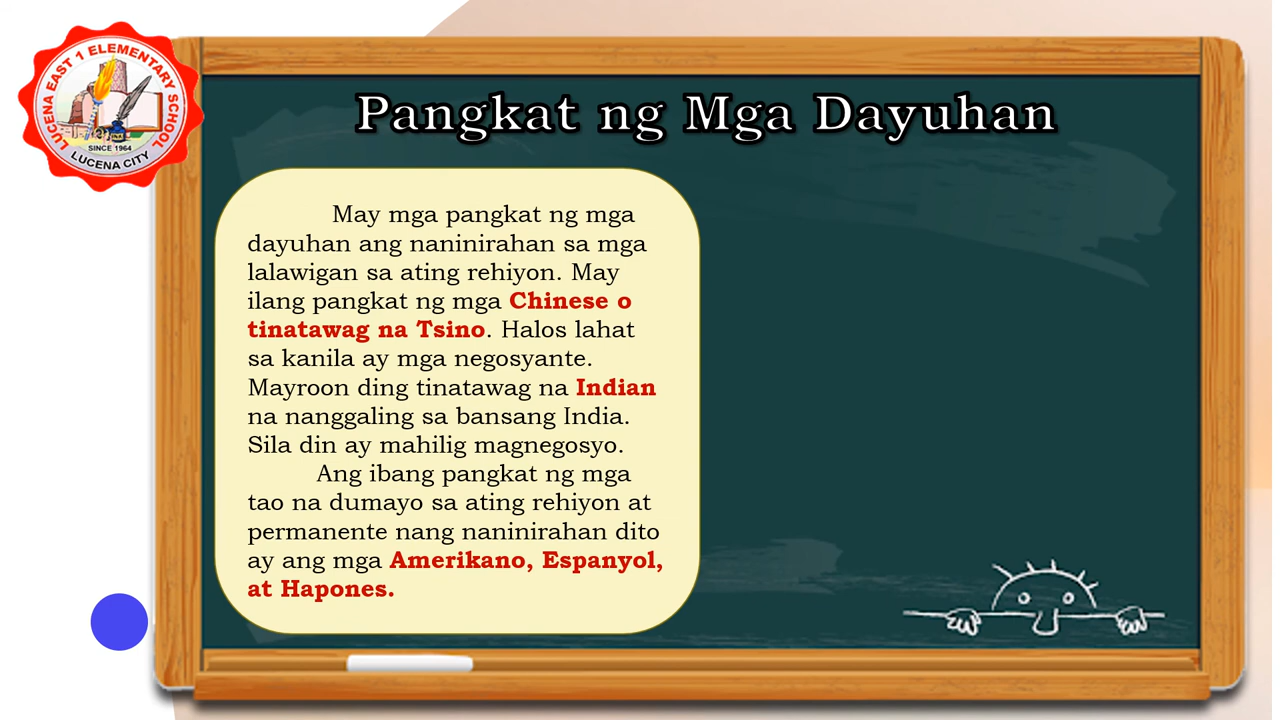 LUCENA EAST 1 ELEMENTARY SCHOOL
SINCE 1964
LUCENA CITY
Pangkat ng Mga Dayuhan
May mga pangkat ng mga
dayuhan ang naninirahan sa mga
lalawigan sa ating rehiyon. May
ilang pangkat ng mga Chinese o
tinatawag na Tsino. Halos lahat
sa kanila ay mga negosyante.
Mayroon ding tinatawag na Indian
na nanggaling sa bansang India.
Sila din ay mahilig magnegosyo.
Ang ibang pangkat ng mga
tao na dumayo sa ating rehiyon at
permanente nang naninirahan dito
ay ang mga Amerikano, Espanyol,
at Hapones.